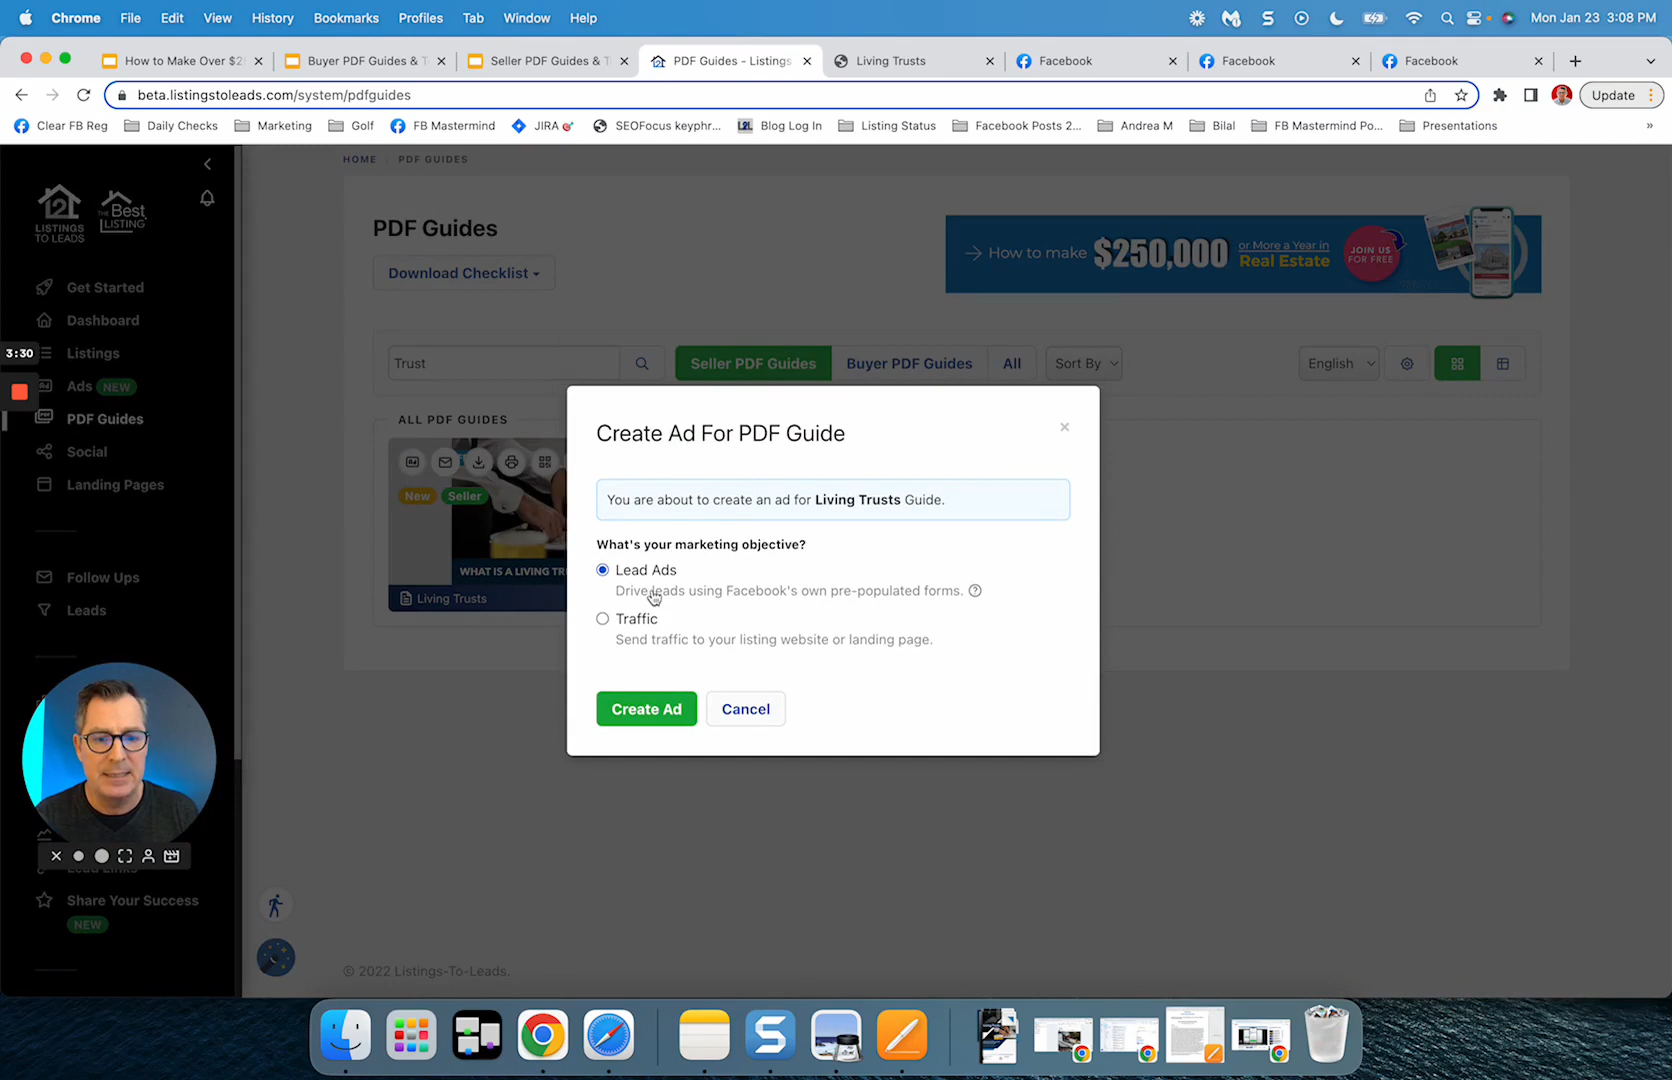 Chrome File Edit View History Bookmarks Profiles Tab Window Help
Mon Jan 23 3:08 PM
How to Make Over $2
Buyer PDF Guides & T
Seller PDF Guides & T
PDF Guides - Listings
Living Trusts
Facebook
Facebook
Facebook
beta.listingstoleads.com/system/pdfguides
Update
Clear FB Reg
Daily Checks
Marketing
Golf
FB Mastermind
JIRA
SEOFocus keyphr...
Blog Log In
Listing Status
Facebook Posts 2...
Andrea M
Bilal
FB Mastermind Po...
Presentations
»
HOME PDF GUIDES
LISTINGS
TO LEADS
THE Best
LISTING
PDF Guides
Download Checklist
How to make $250,000 or More a Year in
Real Estate
JOIN US
FOR FREE
Get Started
Dashboard
3:30
Listings
Ads NEW
PDF Guides
Social
Landing Pages
Follow Ups
Leads
Share Your Success
NEW
Trust
Seller PDF Guides
Buyer PDF Guides
All
Sort By
English
ALL PDF GUIDES
New Seller
WHAT IS A LIVING TR
Living Trusts
Create Ad For PDF Guide
×
You are about to create an ad for Living Trusts Guide.
What's your marketing objective?
Lead Ads
Drive leads using Facebook's own pre-populated forms.
Traffic
Send traffic to your listing website or landing page.
Create Ad
Cancel
© 2022 Listings-To-Leads.